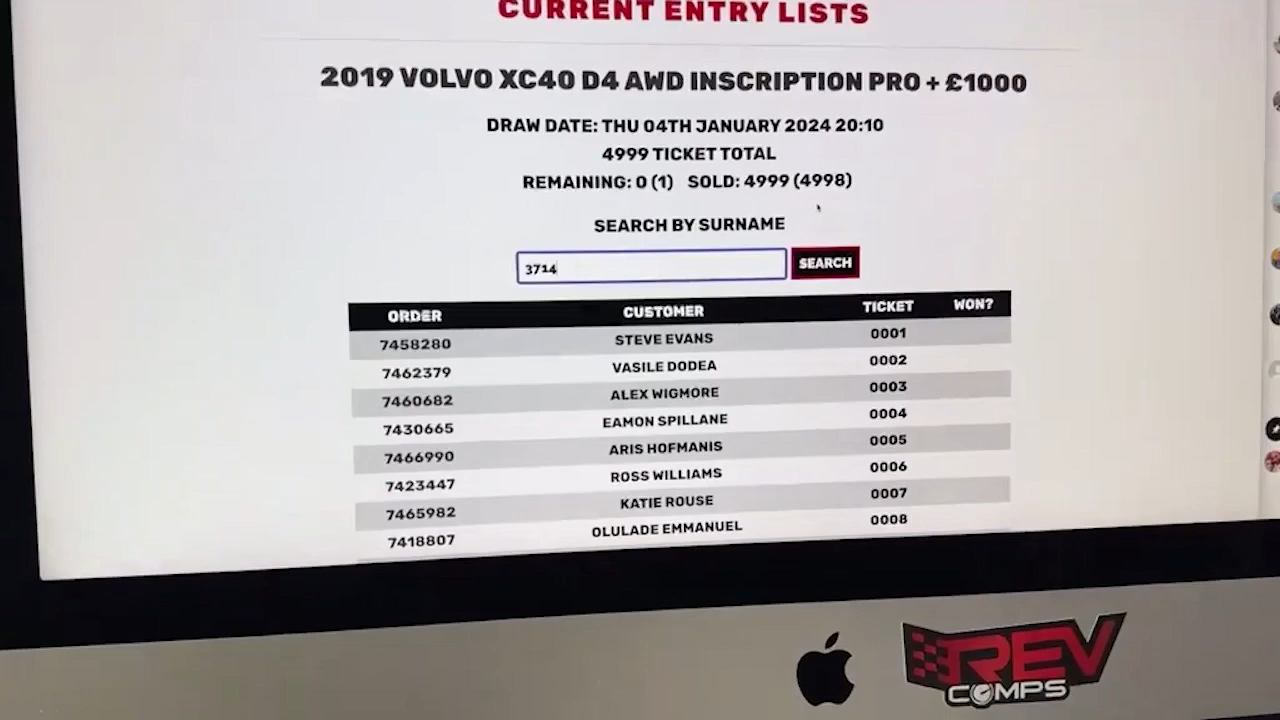 CURRENT ENTRY LISTS
2019 VOLVO XC40 D4 AWD INSCRIPTION PRO + £1000
DRAW DATE: THU 04TH JANUARY 2024 20:10
4999 TICKET TOTAL
REMAINING: 0 (1) SOLD: 4999 (4998)
SEARCH BY SURNAME
3714 SEARCH
ORDER CUSTOMER TICKET WON?
7458280 STEVE EVANS 0001
7462379 VASILE DODEA 0002
7460682 ALEX WIGMORE 0003
7430665 EAMON SPILLANE 0004
7466990 ARIS HOFMANIS 0005
7423447 ROSS WILLIAMS 0006
7465982 KATIE ROUSE 0007
7418807 OLULADE EMMANUEL 0008
REV
COMPS